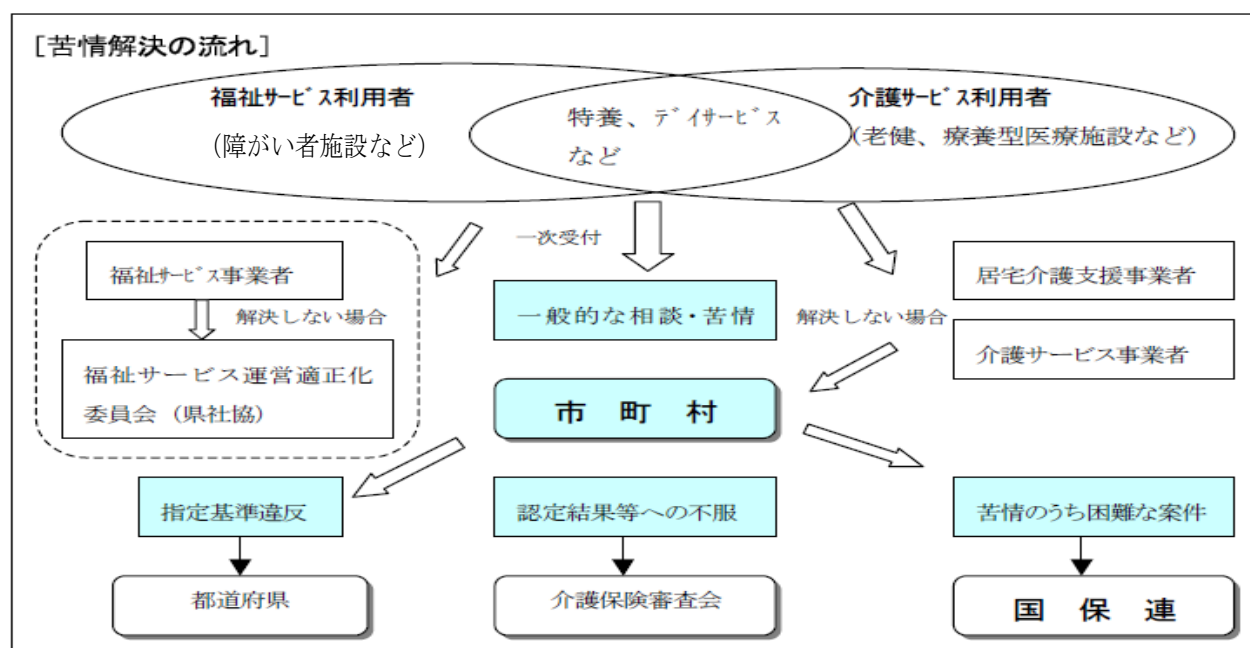 ［苦情解決の流れ］
福祉ｻｰﾋﾞｽ利用者
(障がい者施設など)
特養、ﾃﾞｲｻｰﾋﾞｽ
など
介護ｻｰﾋﾞｽ利用者
(老健、療養型医療施設など)
一次受付
福祉ｻｰﾋﾞｽ事業者
解決しない場合
福祉サービス運営適正化
委員会（県社協）
一般的な相談・苦情
解決しない場合
居宅介護支援事業者
介護サービス事業者
市　町　村
指定基準違反
認定結果等への不服
苦情のうち困難な案件
都道府県
介護保険審査会
国　保　連